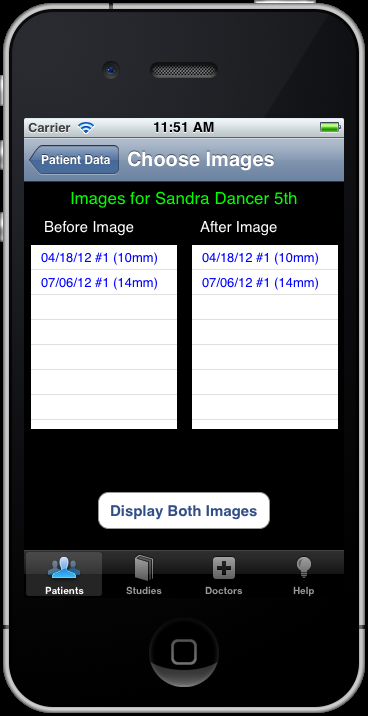 Carrier 11:51 AM
Patient Data Choose Images
Images for Sandra Dancer 5th
Before Image After Image
04/18/12 #1 (10mm) 04/18/12 #1 (10mm)
07/06/12 #1 (14mm) 07/06/12 #1 (14mm)
Display Both Images
Patients Studies Doctors Help